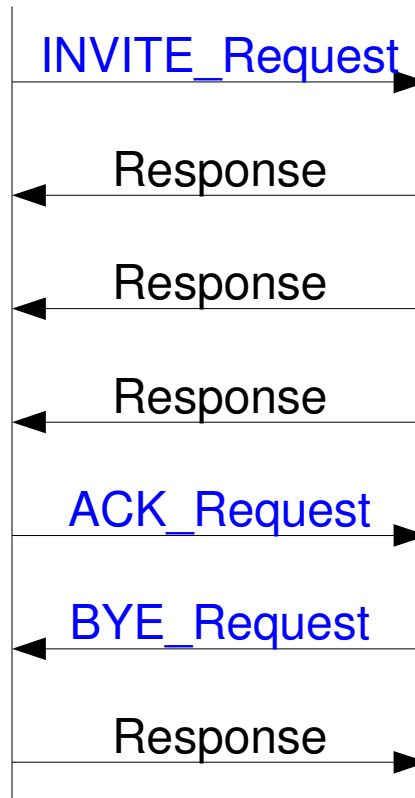 INVITE_Request
Response
Response
Response
ACK_Request
BYE_Request
Response